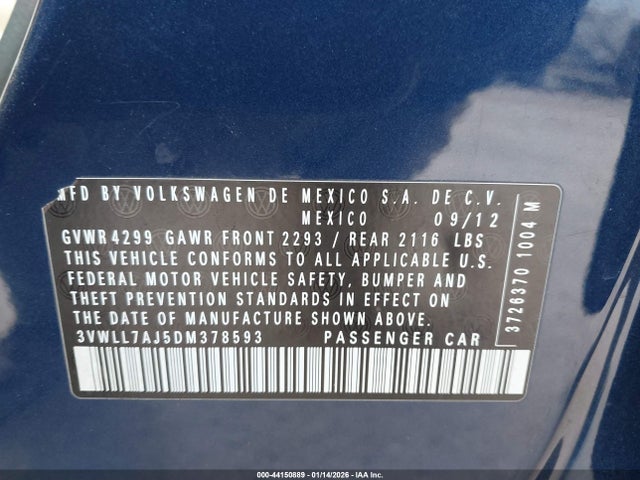 MFD BY VOLKSWAGEN DE MEXICO S.A. DE C.V.
MEXICO 09/12
GVWR 4299 GAWR FRONT 2293 / REAR 2116 LBS
THIS VEHICLE CONFORMS TO ALL APPLICABLE U.S.
FEDERAL MOTOR VEHICLE SAFETY, BUMPER AND
THEFT PREVENTION STANDARDS IN EFFECT ON
THE DATE OF MANUFACTURE SHOWN ABOVE.
3VWLL7AJ5DM378593 PASSENGER CAR
3726370 1004 M
000-44150889 - 01/14/2026 - IAA Inc.